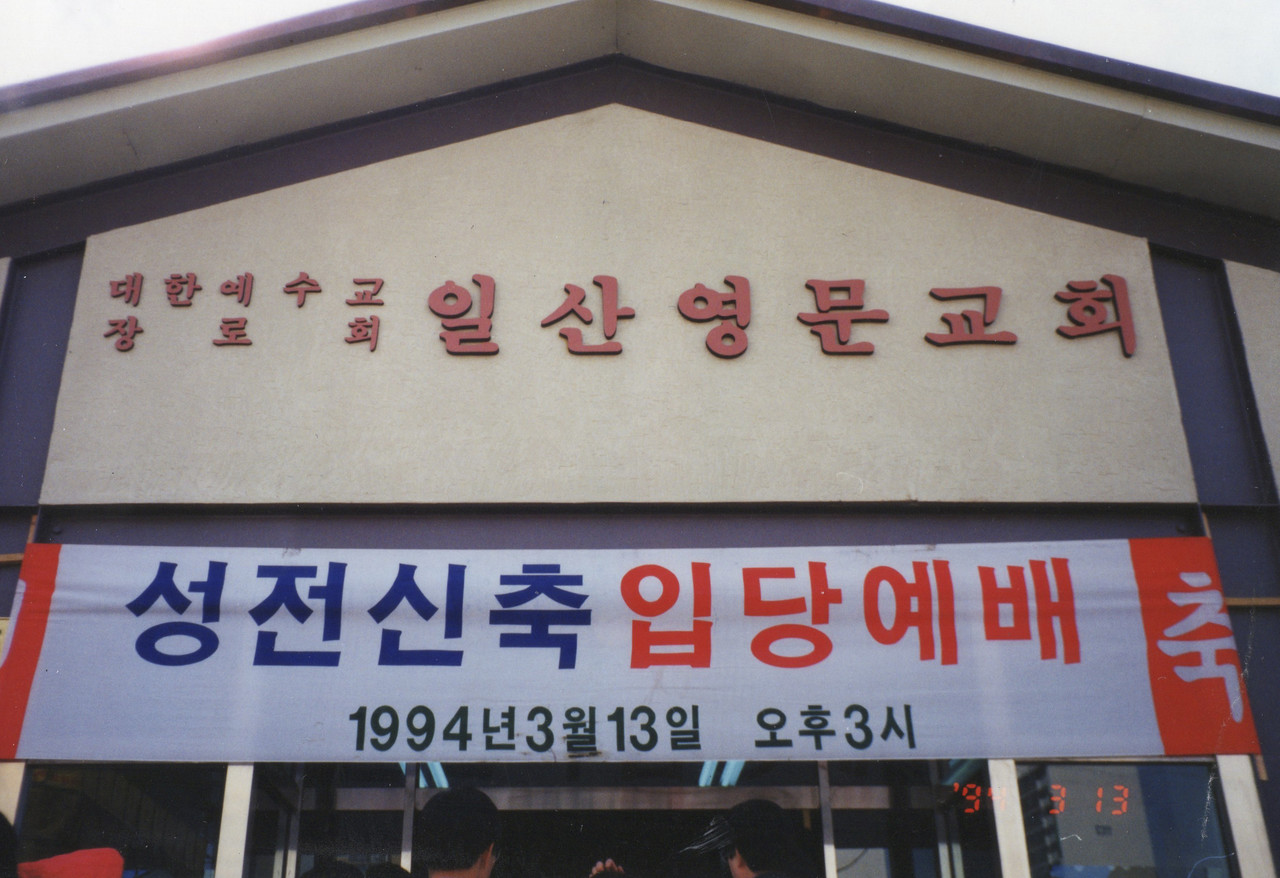 대한예수교
장로회
일산영문교회
성전신축입당예배
축
1994년3월13일 오후3시
'94 3 13